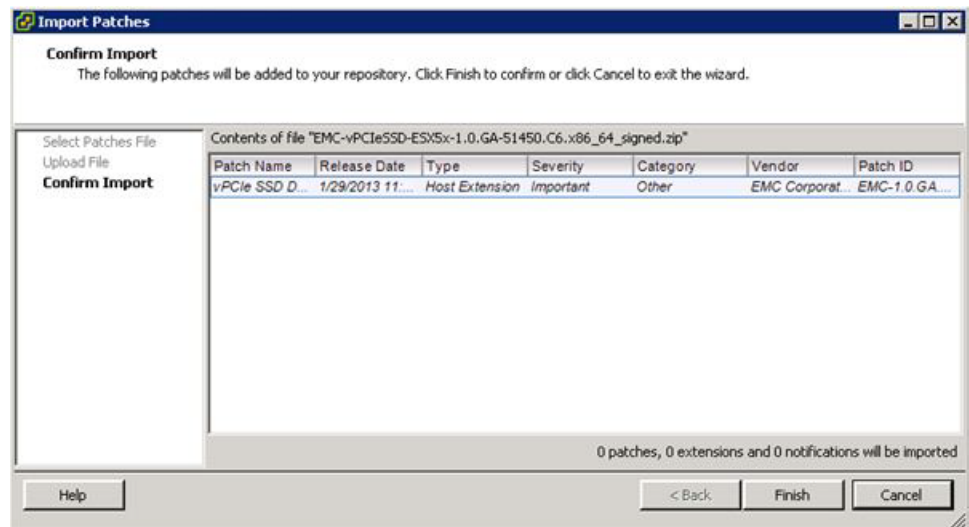 Import Patches
Confirm Import
The following patches will be added to your repository. Click Finish to confirm or click Cancel to exit the wizard.
Select Patches File
Upload File
Confirm Import
Contents of file "EMC-vPCIeSSD-ESX5x-1.0.GA-51450.C6.x86_64_signed.zip"
Patch Name Release Date Type Severity Category Vendor Patch ID
vPCIe SSD D... 1/29/2013 11:... Host Extension Important Other EMC Corporat... EMC-1.0.GA....
0 patches, 0 extensions and 0 notifications will be imported
Help < Back Finish Cancel